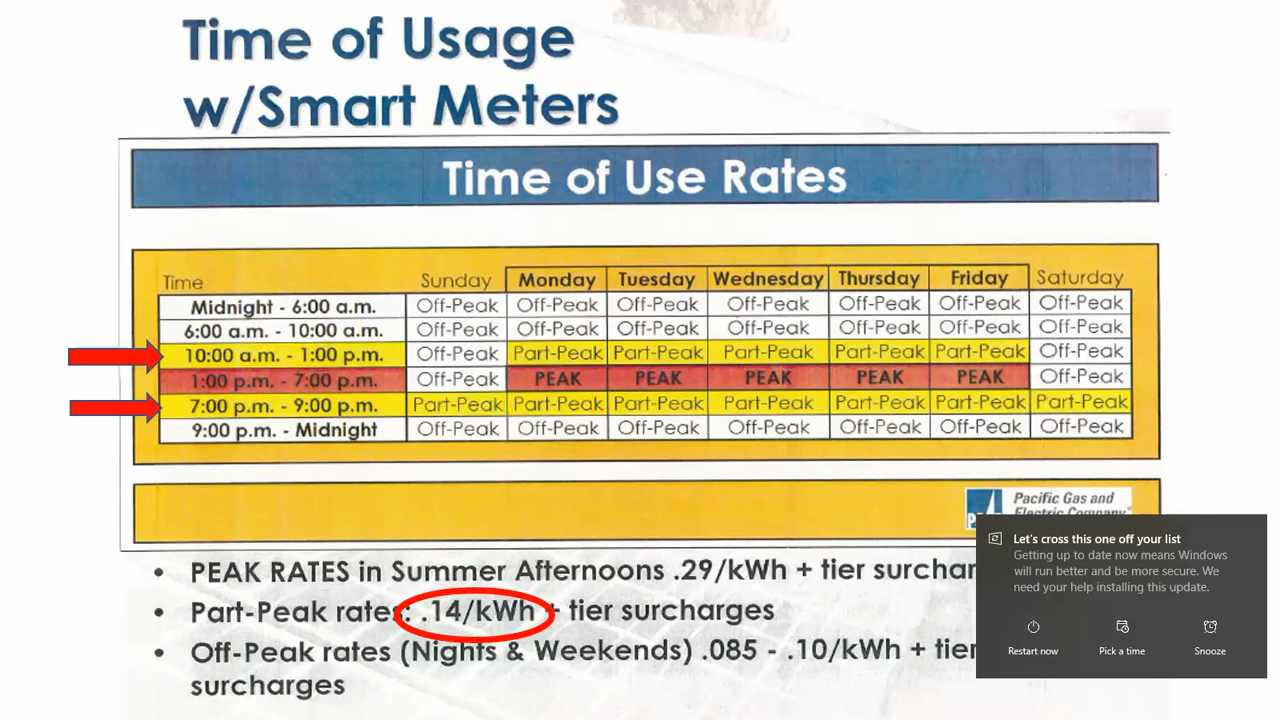 Time of Usage
w/Smart Meters
Time of Use Rates
Time Sunday Monday Tuesday Wednesday Thursday Friday Saturday
Midnight - 6:00 a.m. Off-Peak Off-Peak Off-Peak Off-Peak Off-Peak Off-Peak Off-Peak
6:00 a.m. - 10:00 a.m. Off-Peak Off-Peak Off-Peak Off-Peak Off-Peak Off-Peak Off-Peak
10:00 a.m. - 1:00 p.m. Off-Peak Part-Peak Part-Peak Part-Peak Part-Peak Part-Peak Off-Peak
1:00 p.m. - 7:00 p.m. Off-Peak PEAK PEAK PEAK PEAK PEAK Off-Peak
7:00 p.m. - 9:00 p.m. Part-Peak Part-Peak Part-Peak Part-Peak Part-Peak Part-Peak Part-Peak
9:00 p.m. - Midnight Off-Peak Off-Peak Off-Peak Off-Peak Off-Peak Off-Peak Off-Peak
Pacific Gas and
Electric Company
• PEAK RATES in Summer Afternoons .29/kWh + tier
• Part-Peak rates: .14/kWh + tier surcharges
• Off-Peak rates (Nights & Weekends) .085 - .10/kWh + tier
surcharges
Let's cross this one off your list
Getting up to date now means Windows
will run better and be more secure. We
need your help installing this update.
Restart now Pick a time Snooze